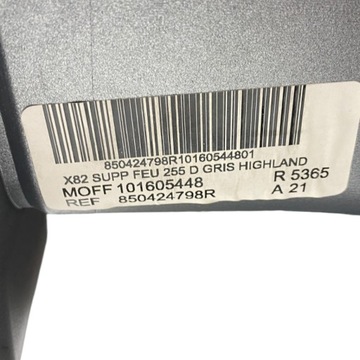 850424798R10160544801
X82 SUPP FEU 255 D GRIS HIGHLAND
MOFF 101605448 R 5365
REF 850424798R A 21